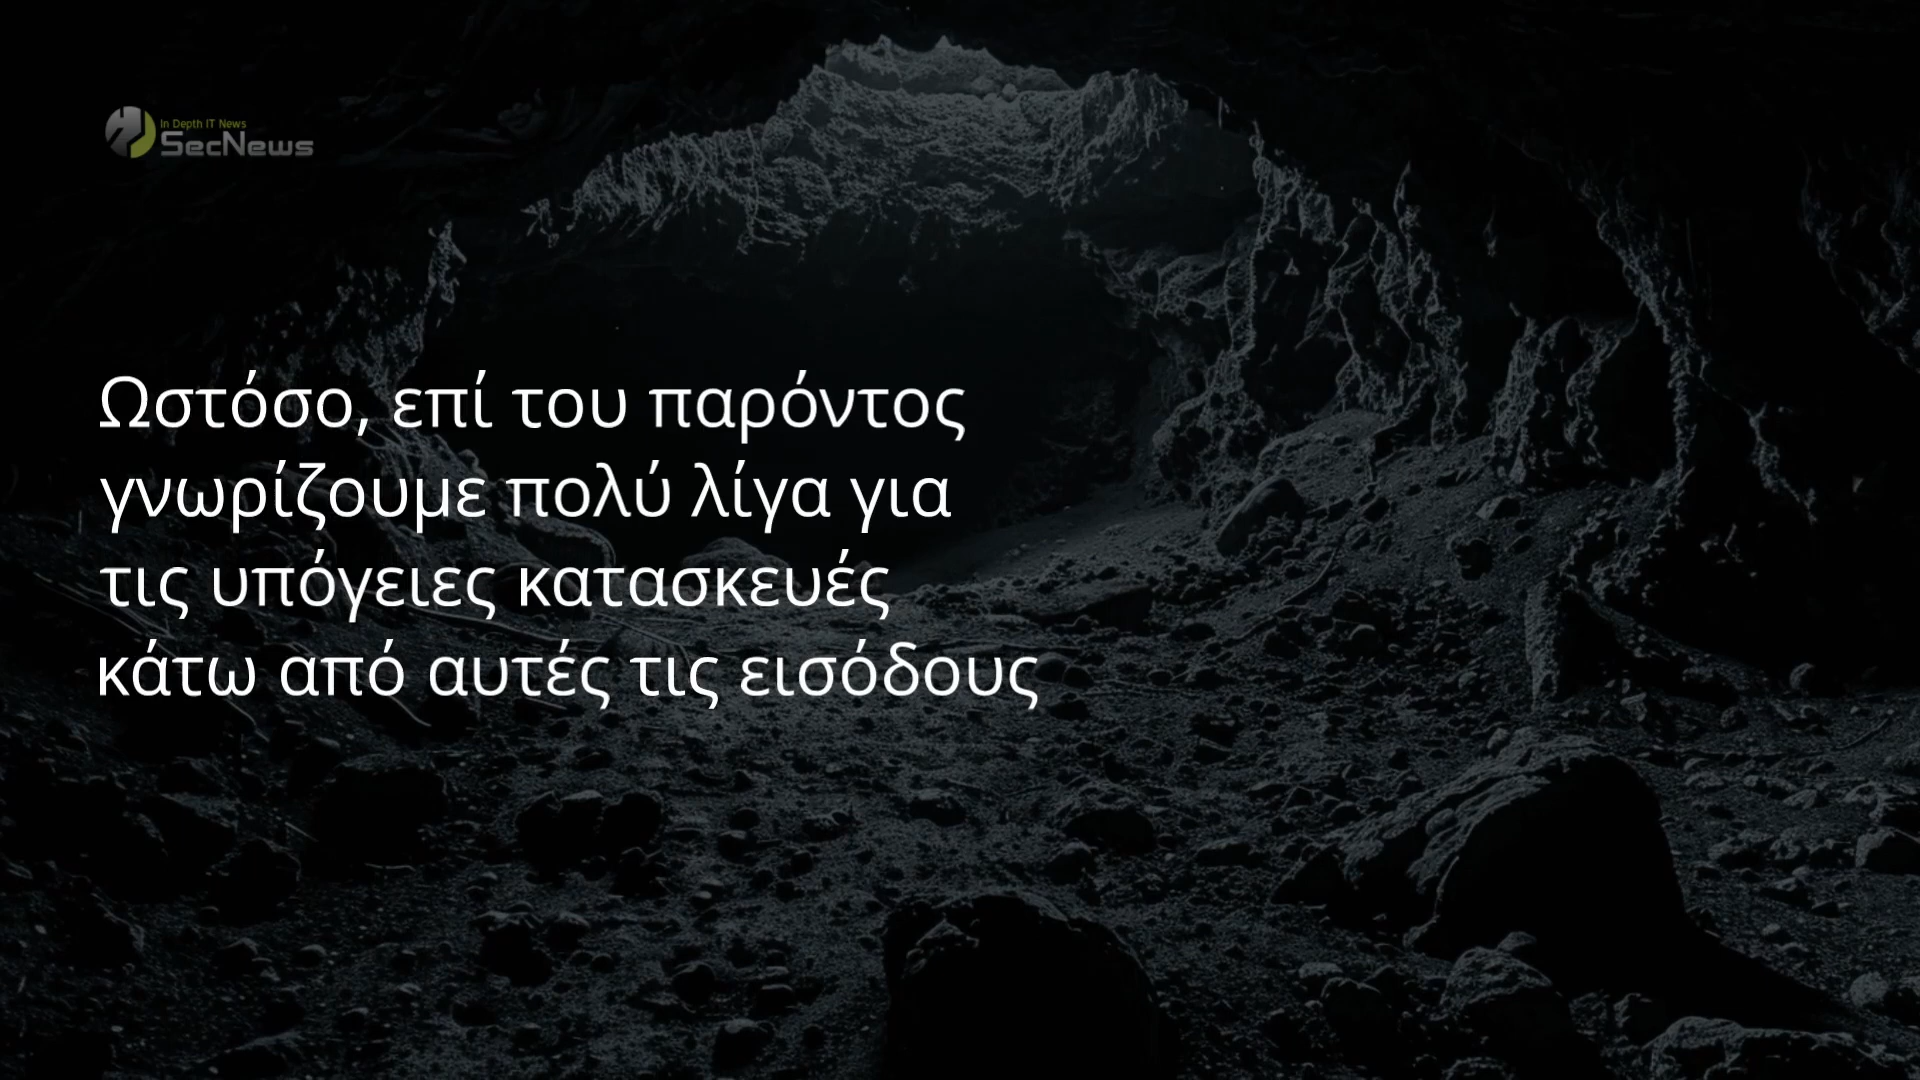 In Depth IT News
SecNews
Ωστόσο, επί του παρόντος
γνωρίζουμε πολύ λίγα για
τις υπόγειες κατασκευές
κάτω από αυτές τις εισόδους